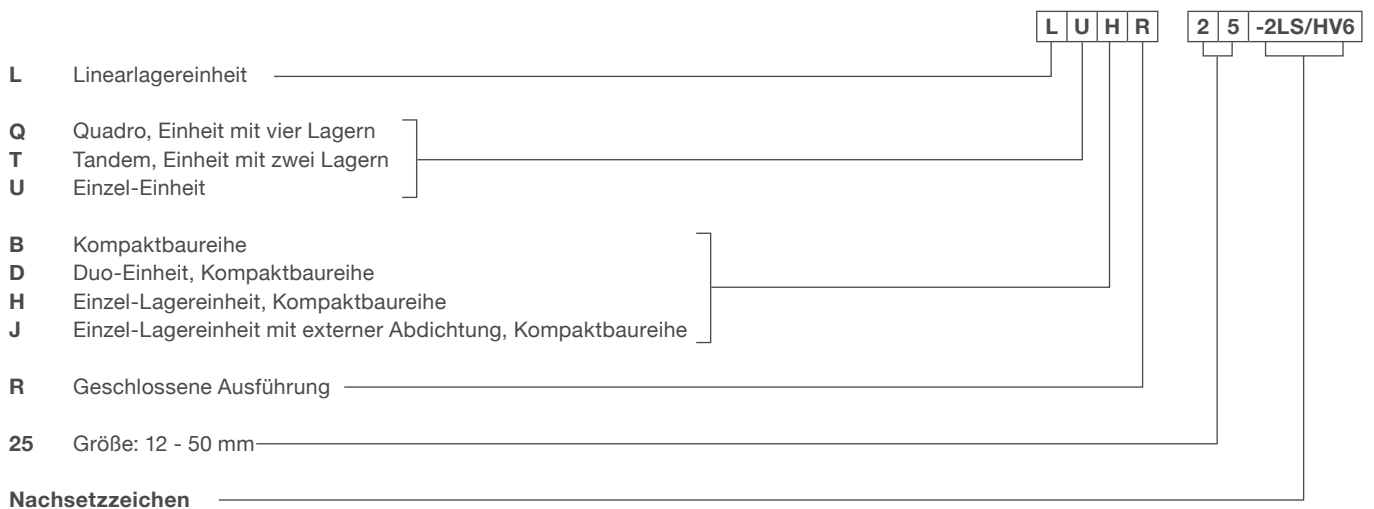 L U H R 2 5 -2LS/HV6
L Linearlagereinheit
Q Quadro, Einheit mit vier Lagern
T Tandem, Einheit mit zwei Lagern
U Einzel-Einheit
B Kompaktbaureihe
D Duo-Einheit, Kompaktbaureihe
H Einzel-Lagereinheit, Kompaktbaureihe
J Einzel-Lagereinheit mit externer Abdichtung, Kompaktbaureihe
R Geschlossene Ausführung
25 Größe: 12 - 50 mm
Nachsetzzeichen